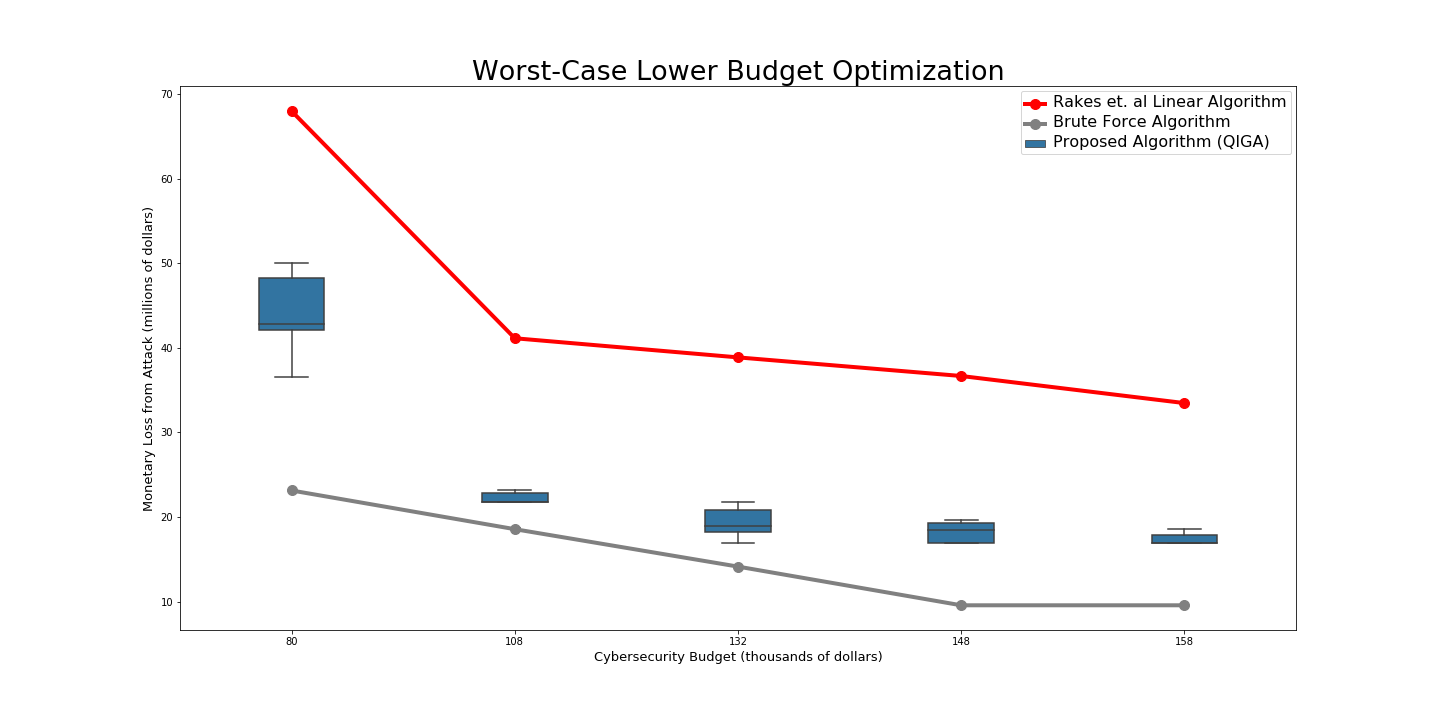 Worst-Case Lower Budget Optimization
Rakes et. al Linear Algorithm
Brute Force Algorithm
Proposed Algorithm (QIGA)
Monetary Loss from Attack (millions of dollars)
70
60
50
40
30
20
10
80
108
132
148
158
Cybersecurity Budget (thousands of dollars)